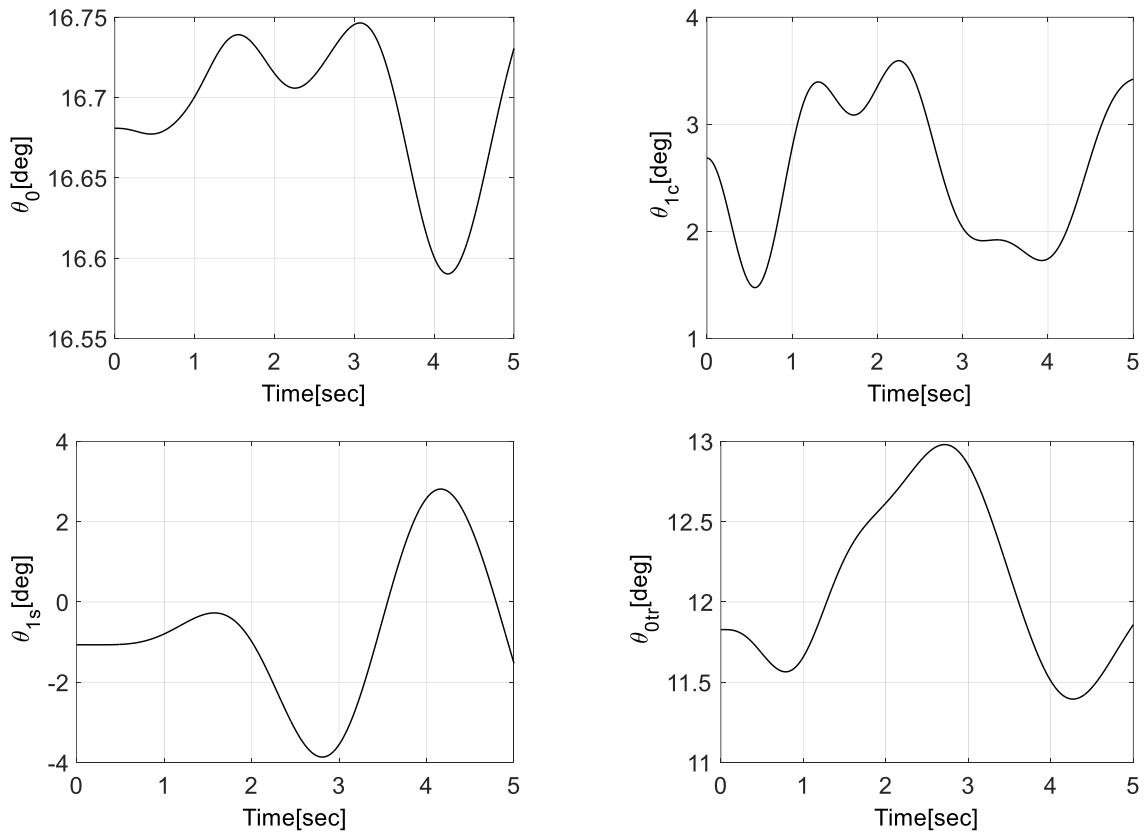 16.75
16.7
16.65
16.6
16.55
θ0[deg]
0 1 2 3 4 5
Time[sec]
4
3
2
1
θ1c[deg]
0 1 2 3 4 5
Time[sec]
4
2
0
-2
-4
θ1s[deg]
0 1 2 3 4 5
Time[sec]
13
12.5
12
11.5
11
θ0tr[deg]
0 1 2 3 4 5
Time[sec]